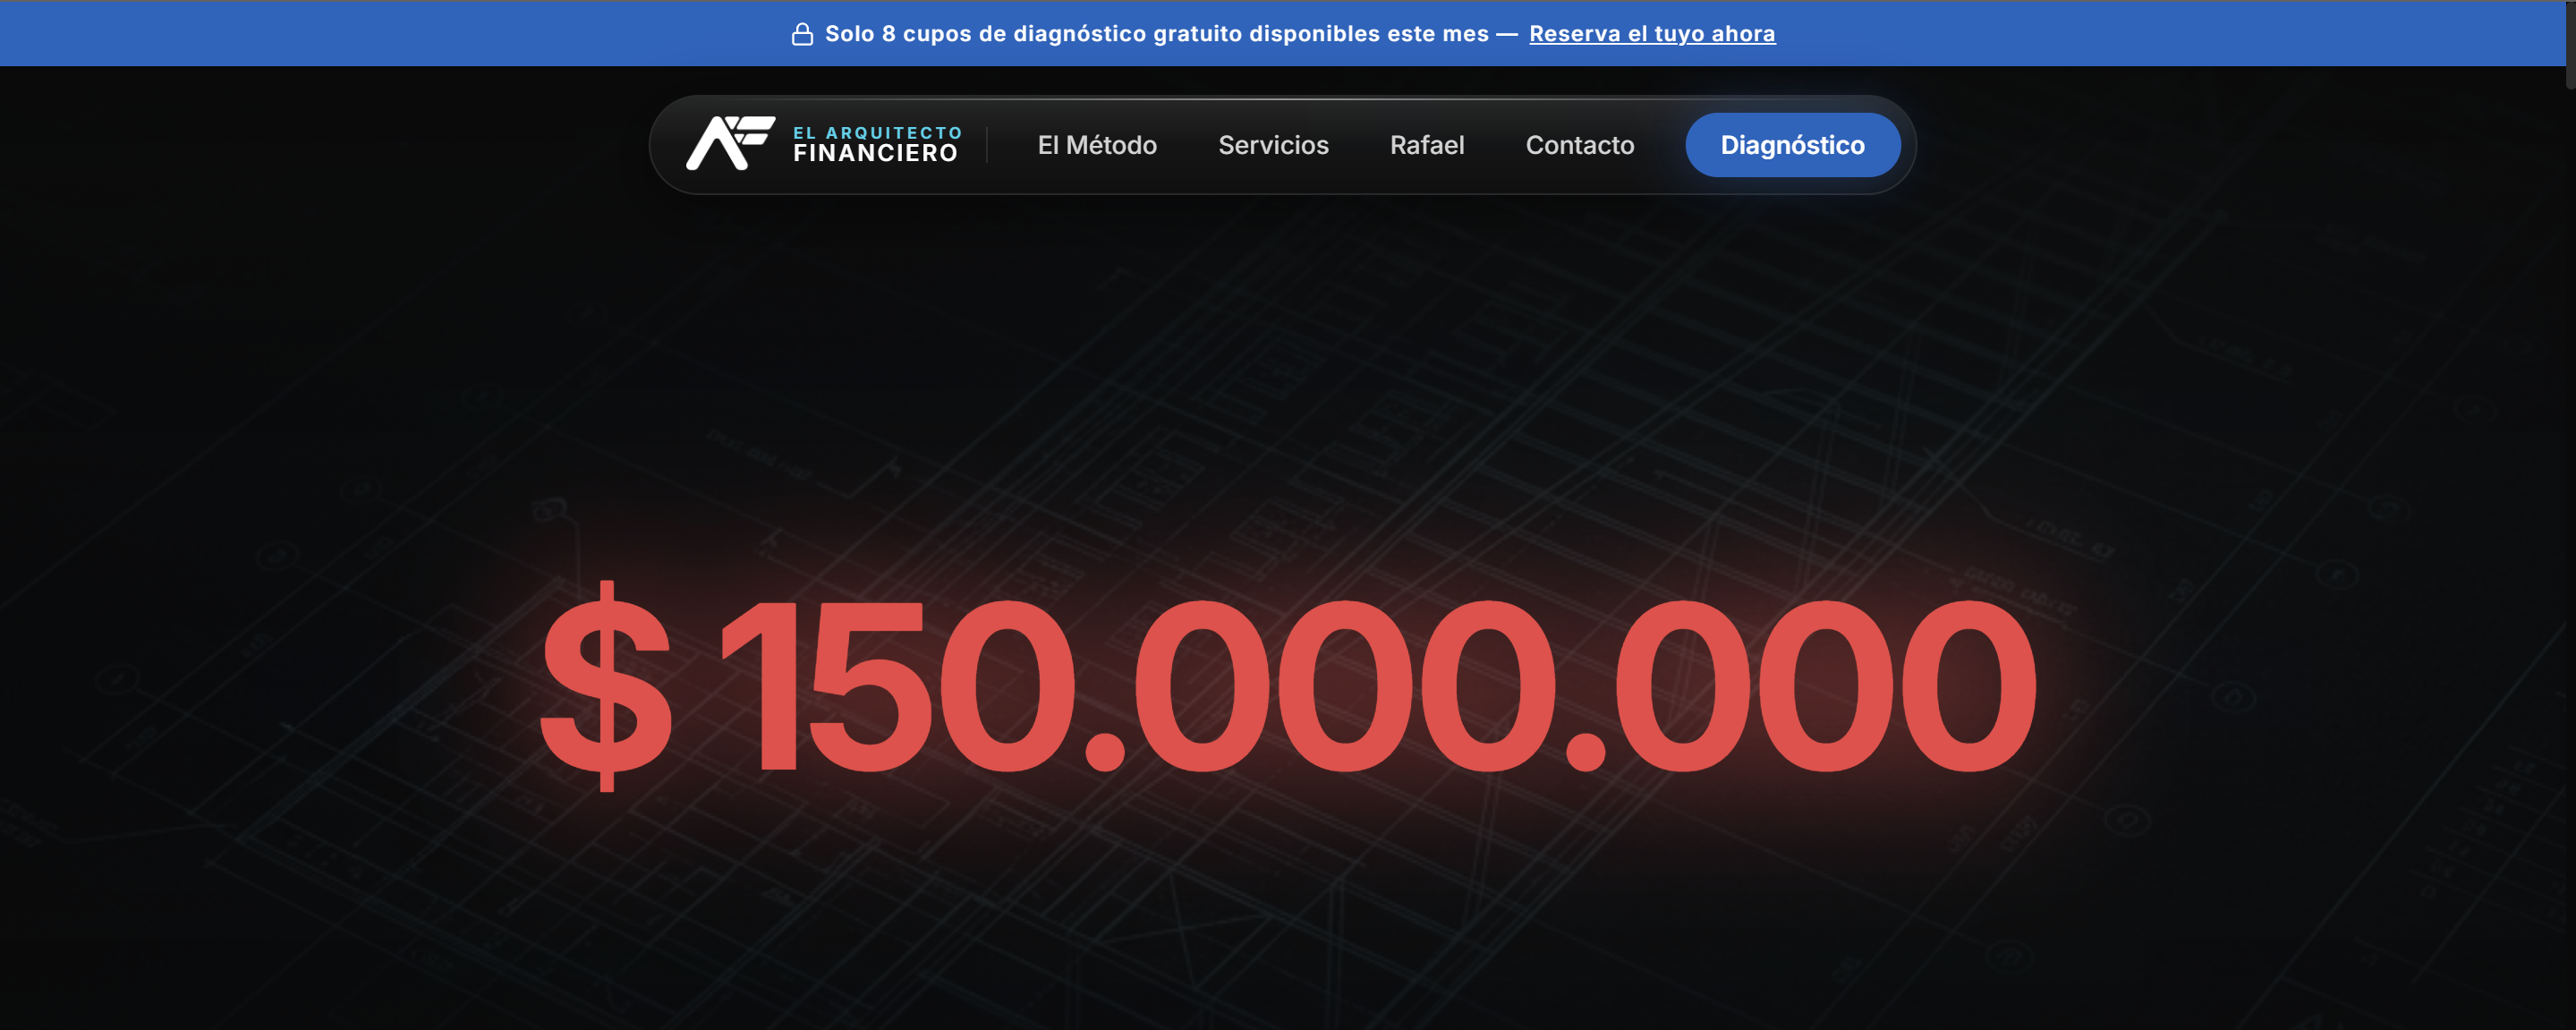 Solo 8 cupos de diagnóstico gratuito disponibles este mes — Reserva el tuyo ahora
EL ARQUITECTO
FINANCIERO
El Método
Servicios
Rafael
Contacto
Diagnóstico
$ 150.000.000